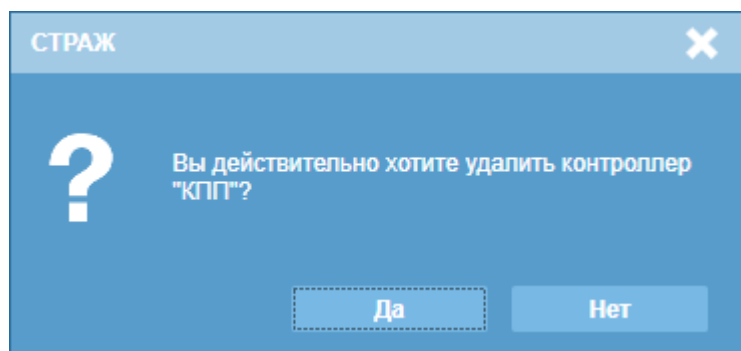 СТРАЖ
Вы действительно хотите удалить контроллер
"КПП"?
Да
Нет